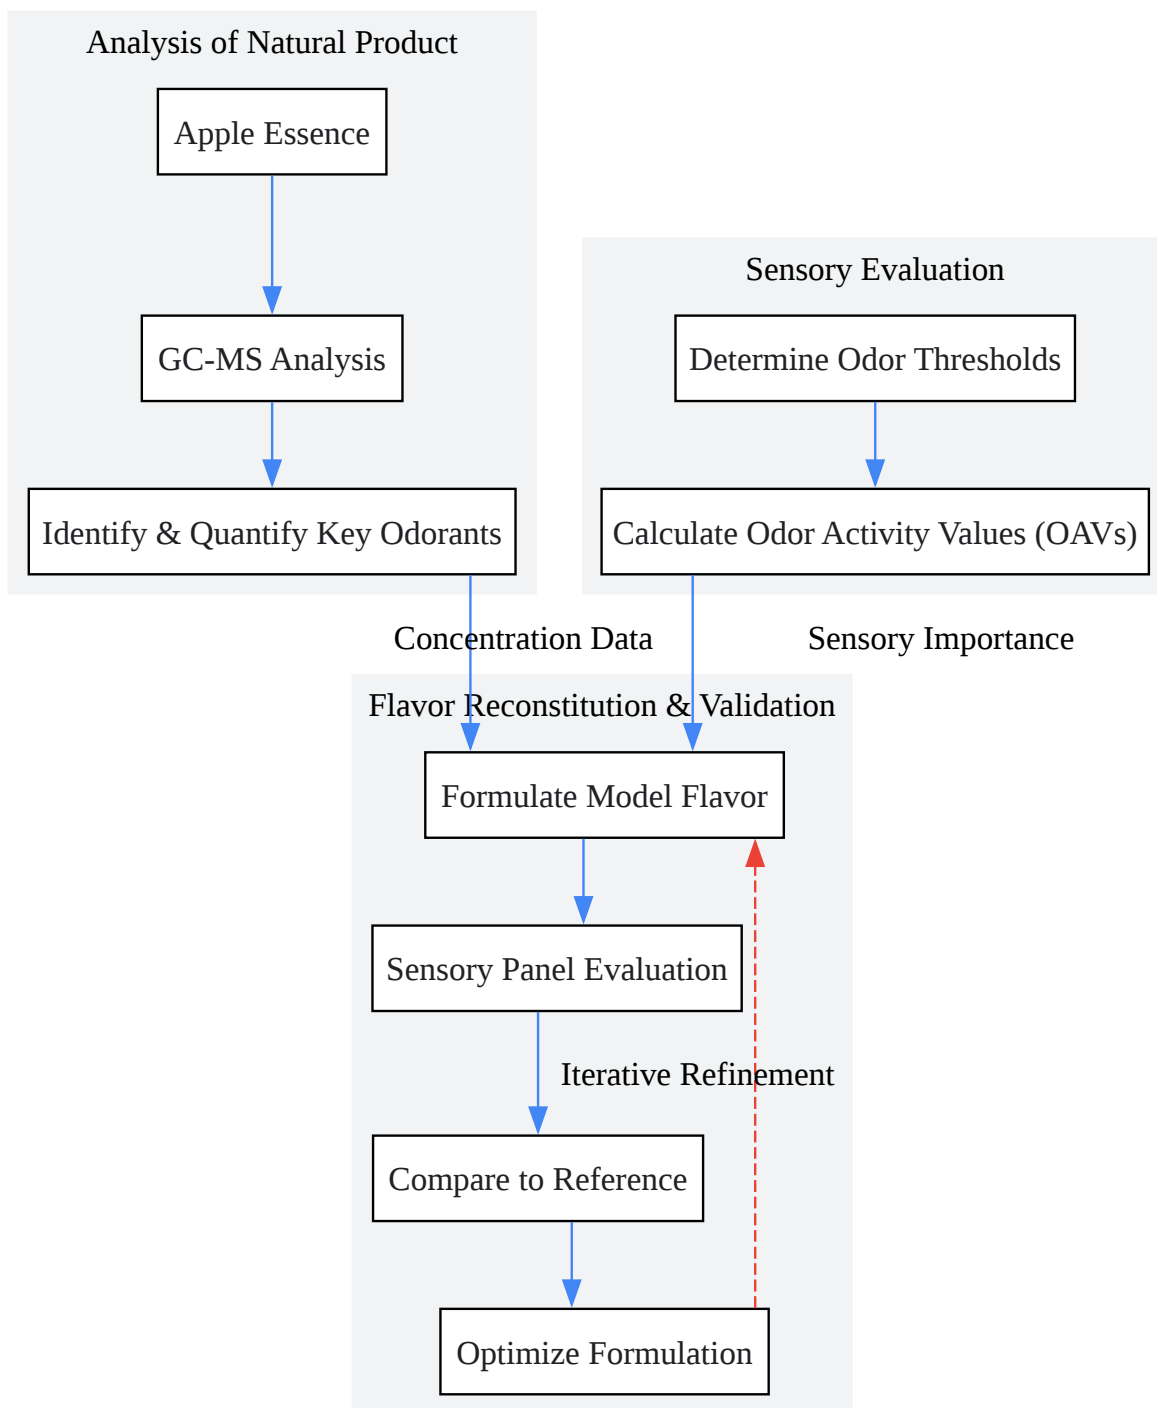 Analysis of Natural Product
Apple Essence
GC-MS Analysis
Identify & Quantify Key Odorants
Sensory Evaluation
Determine Odor Thresholds
Calculate Odor Activity Values (OAVs)
Concentration Data
Sensory Importance
Flavor Reconstitution & Validation
Formulate Model Flavor
Sensory Panel Evaluation
Iterative Refinement
Compare to Reference
Optimize Formulation